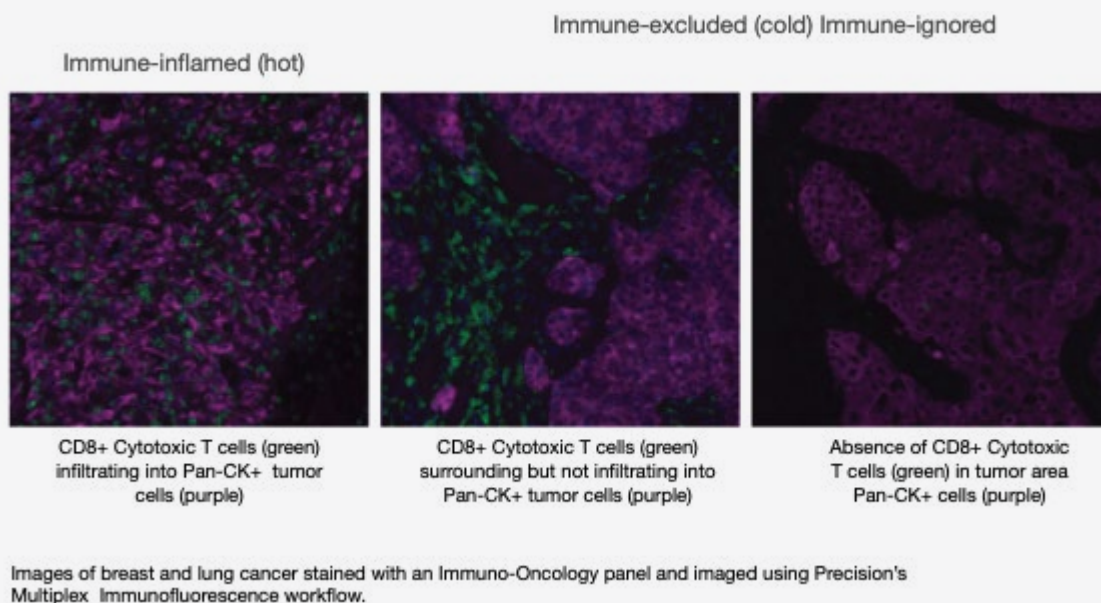 Immune-excluded (cold) Immune-ignored
Immune-inflamed (hot)
CD8+ Cytotoxic T cells (green)
infiltrating into Pan-CK+ tumor
cells (purple)
CD8+ Cytotoxic T cells (green)
surrounding but not infiltrating into
Pan-CK+ tumor cells (purple)
Absence of CD8+ Cytotoxic
T cells (green) in tumor area
Pan-CK+ cells (purple)
Images of breast and lung cancer stained with an Immuno-Oncology panel and imaged using Precision's
Multiplex Immunofluorescence workflow.